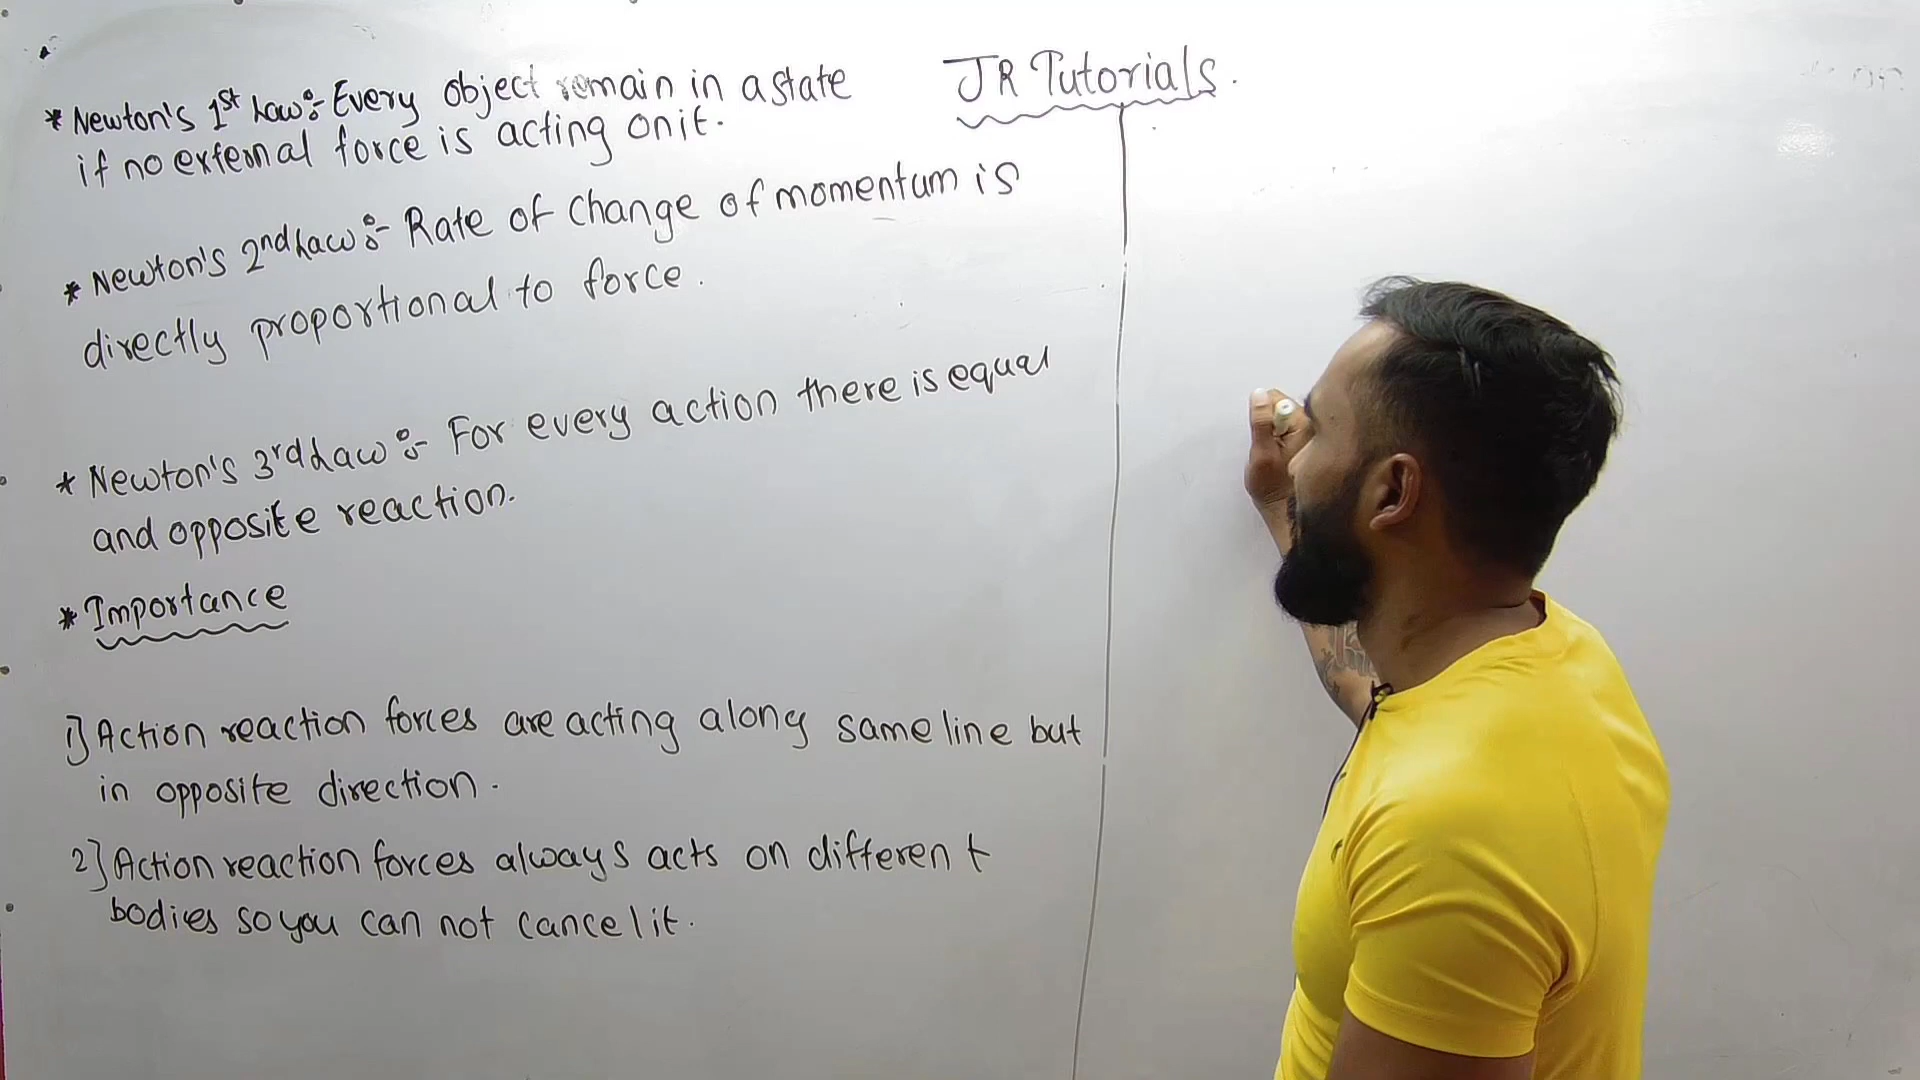 * Newton's 1st Law:- Every object remain in a state
if no external force is acting on it.
JR Tutorials.
* Newton's 2nd Law:- Rate of change of momentum is
directly proportional to force.
* Newton's 3rd Law:- For every action there is equal
and opposite reaction.
* Importance
1] Action reaction forces are acting along same line but
in opposite direction.
2] Action reaction forces always acts on different
bodies so you can not cancel it.